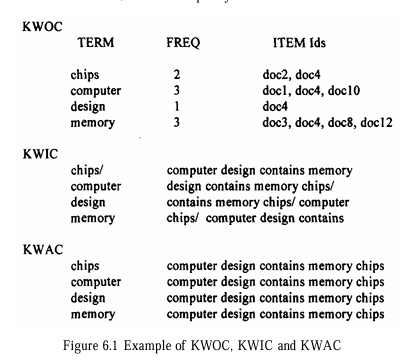 KWOC
TERM FREQ ITEM Ids
chips 2 doc2, doc4
computer 3 doc1, doc4, doc10
design 1 doc4
memory 3 doc3, doc4, doc8, doc12
KWIC
chips/ computer design contains memory
computer design contains memory chips/
design contains memory chips/ computer
memory chips/ computer design contains
KWAC
chips computer design contains memory chips
computer computer design contains memory chips
design computer design contains memory chips
memory computer design contains memory chips
Figure 6.1 Example of KWOC, KWIC and KWAC